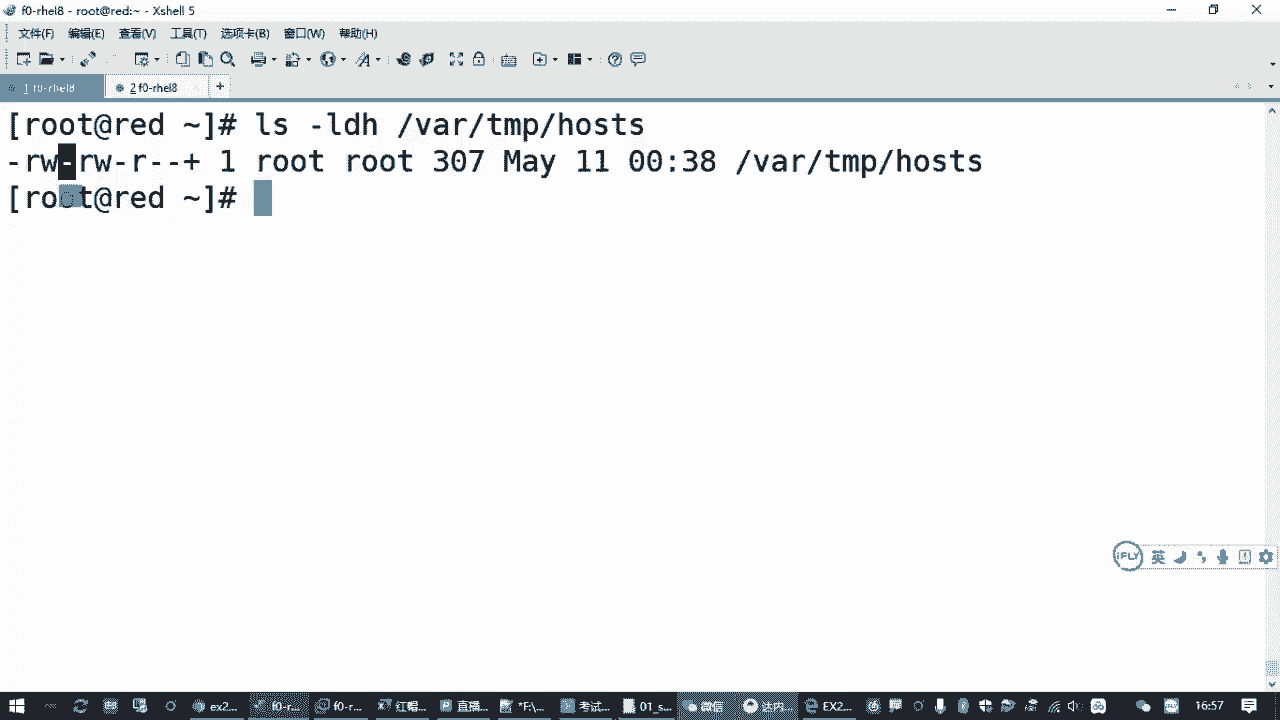 f0-rhel8 - root@red:~ - Xshell 5
文件(F) 编辑(E) 查看(V) 工具(T) 选项卡(B) 窗口(W) 帮助(H)
1 f0-rhel8 2 f0-rhel8 +
[root@red ~]# ls -ldh /var/tmp/hosts
-rw-rw-r--+ 1 root root 307 May 11 00:38 /var/tmp/hosts
[root@red ~]#
iFLY 英
ex2... f0-r... f0-r... 红帽... 直播... *F:\... 考试... 01_s... 微信 达内... EX2... 16:57